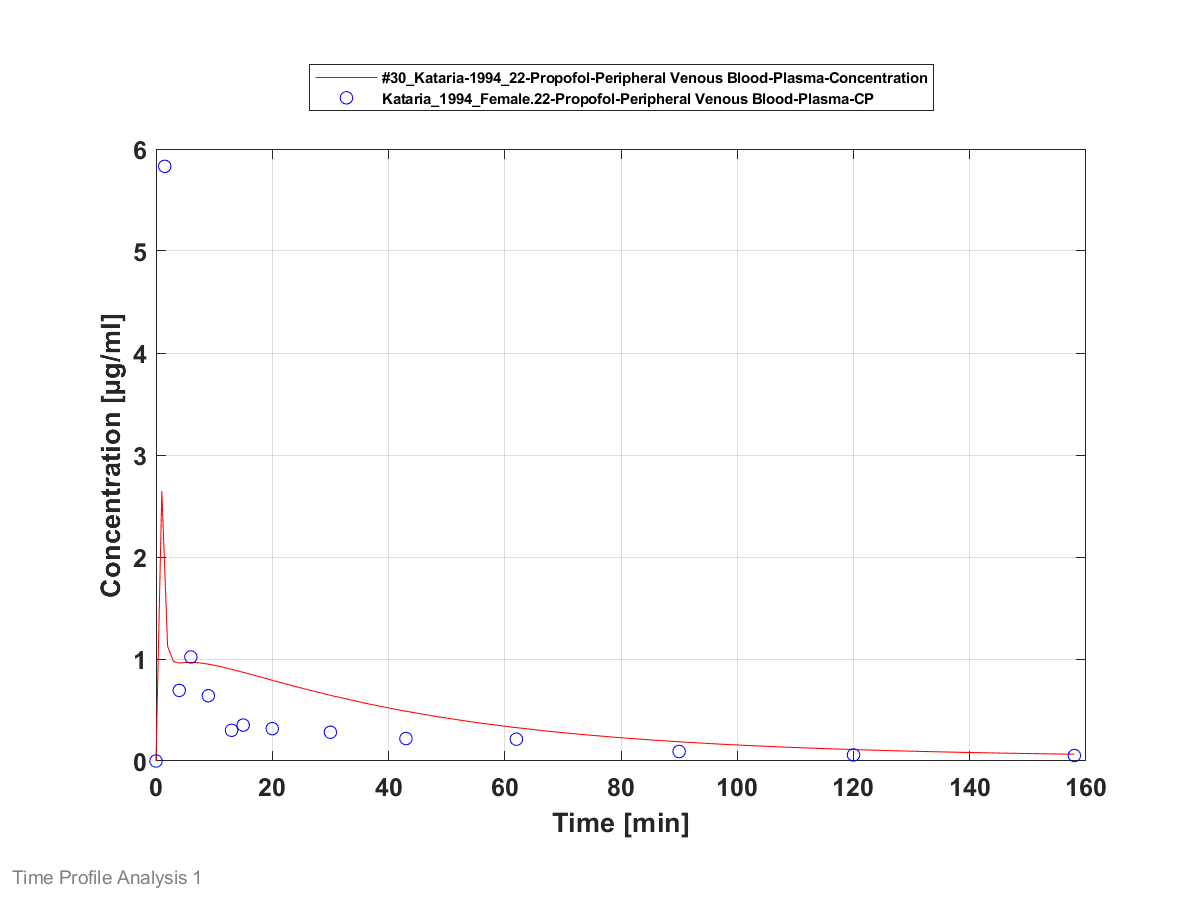 #30_Kataria-1994_22-Propofol-Peripheral Venous Blood-Plasma-Concentration
Kataria_1994_Female.22-Propofol-Peripheral Venous Blood-Plasma-CP
6
5
4
3
2
1
0
Concentration [µg/ml]
0 20 40 60 80 100 120 140 160
Time [min]
Time Profile Analysis 1